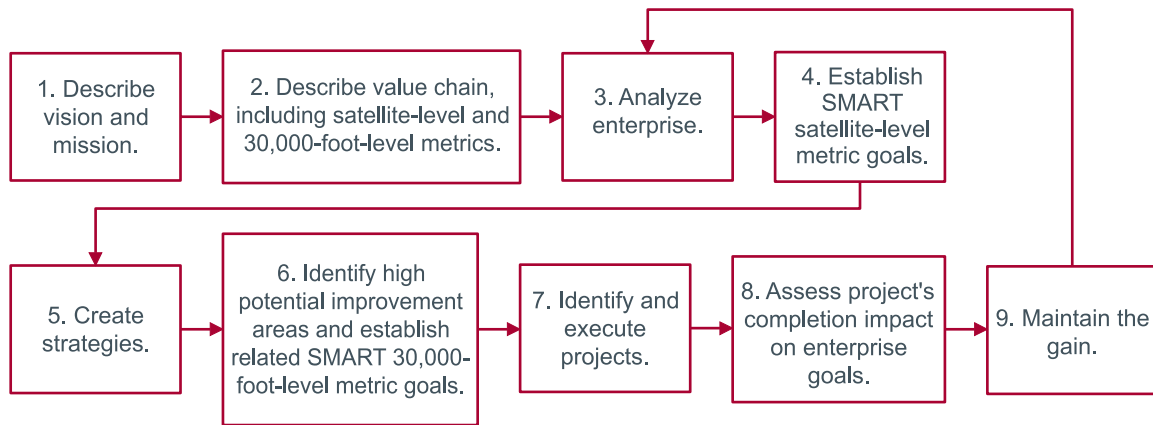 1. Describe
vision and
mission.
2. Describe value chain,
including satellite-level and
30,000-foot-level metrics.
3. Analyze
enterprise.
4. Establish
SMART
satellite-level
metric goals.
5. Create
strategies.
6. Identify high
potential improvement
areas and establish
related SMART 30,000-
foot-level metric goals.
7. Identify and
execute
projects.
8. Assess project's
completion impact
on enterprise
goals.
9. Maintain the
gain.